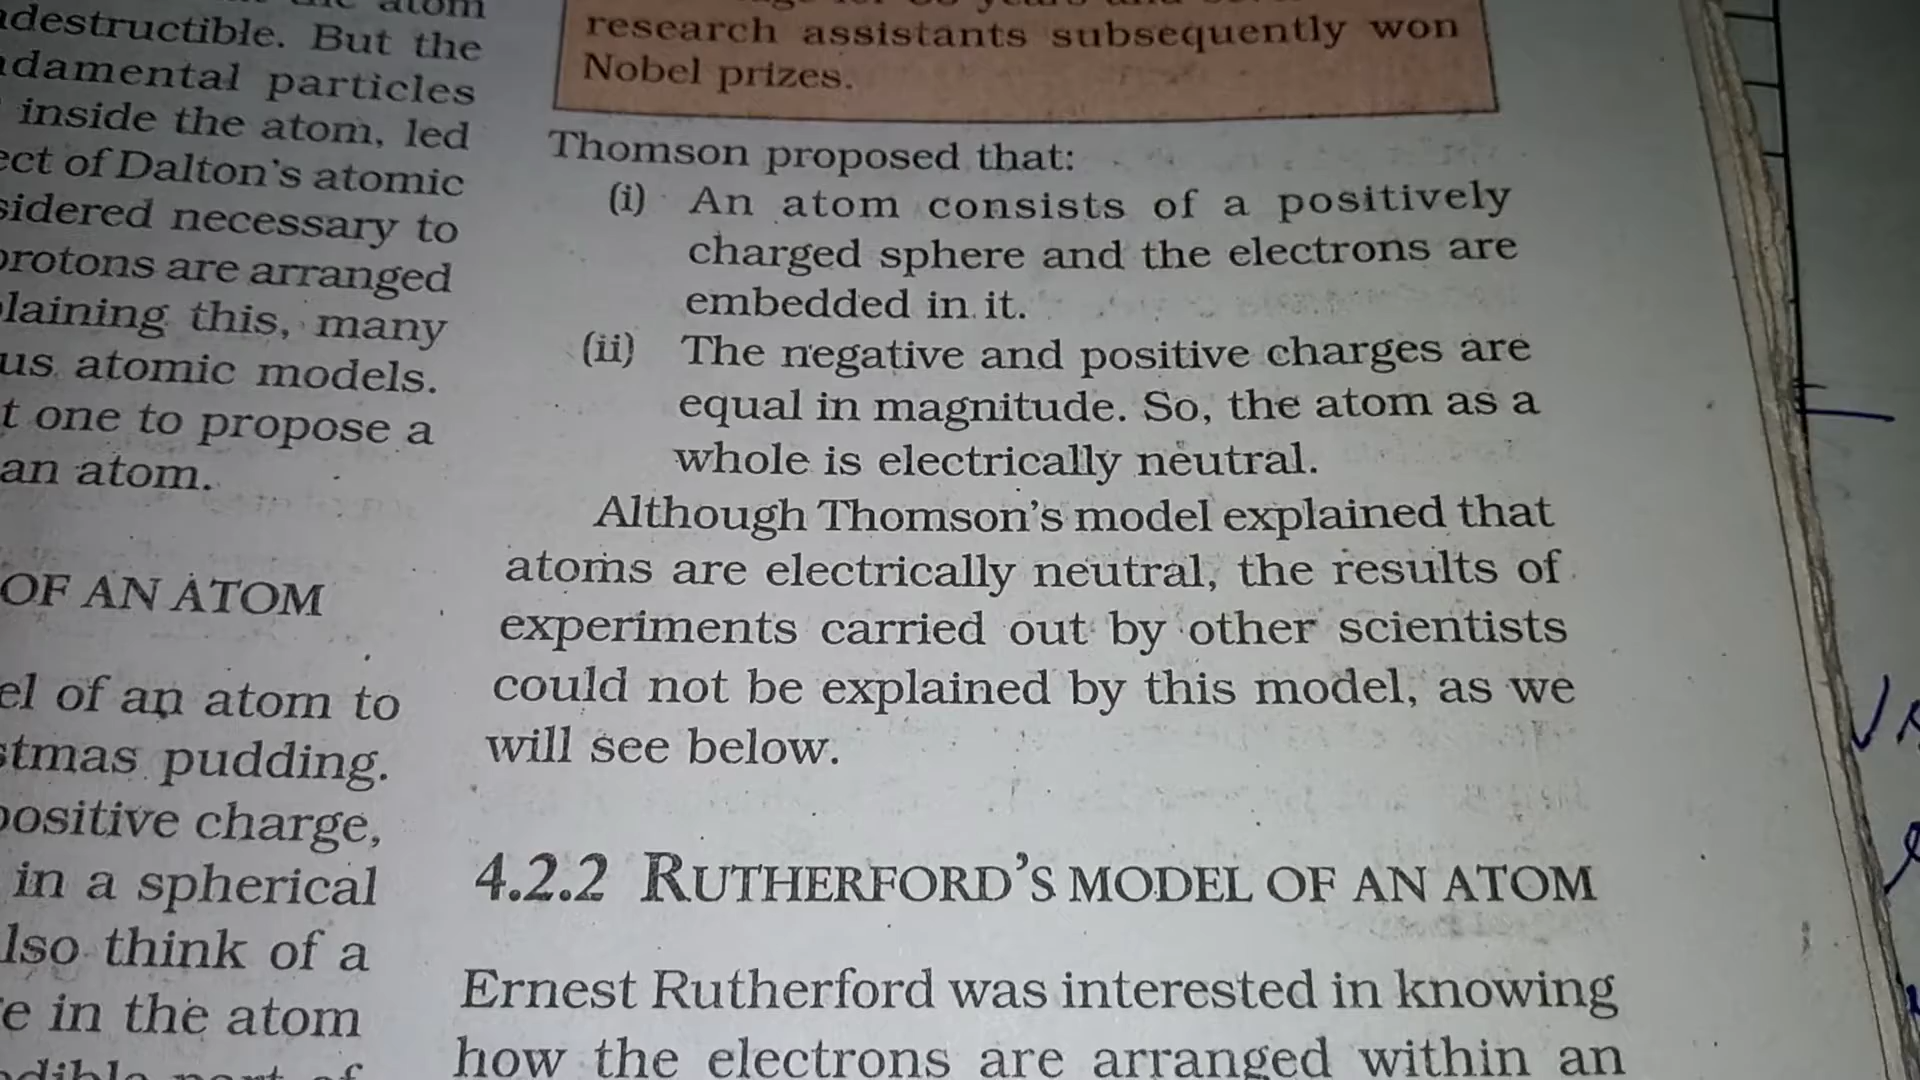 atom
destructible. But the
damental particles
inside the atom, led
ect of Dalton's atomic
sidered necessary to
protons are arranged
laining this, many
us atomic models.
t one to propose a
an atom.
OF AN ATOM
el of an atom to
stmas pudding.
positive charge,
in a spherical
lso think of a
e in the atom
research assistants subsequently won
Nobel prizes.
Thomson proposed that:
(i) An atom consists of a positively
charged sphere and the electrons are
embedded in it.
(ii) The negative and positive charges are
equal in magnitude. So, the atom as a
whole is electrically neutral.
Although Thomson's model explained that
atoms are electrically neutral, the results of
experiments carried out by other scientists
could not be explained by this model, as we
will see below.
4.2.2 RUTHERFORD'S MODEL OF AN ATOM
Ernest Rutherford was interested in knowing
how the electrons are arranged within an